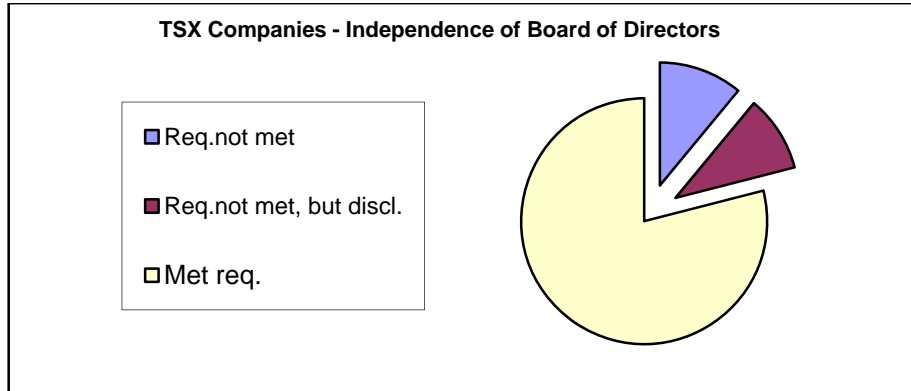 TSX Companies - Independence of Board of Directors
Req.not met
Req.not met, but discl.
Met req.